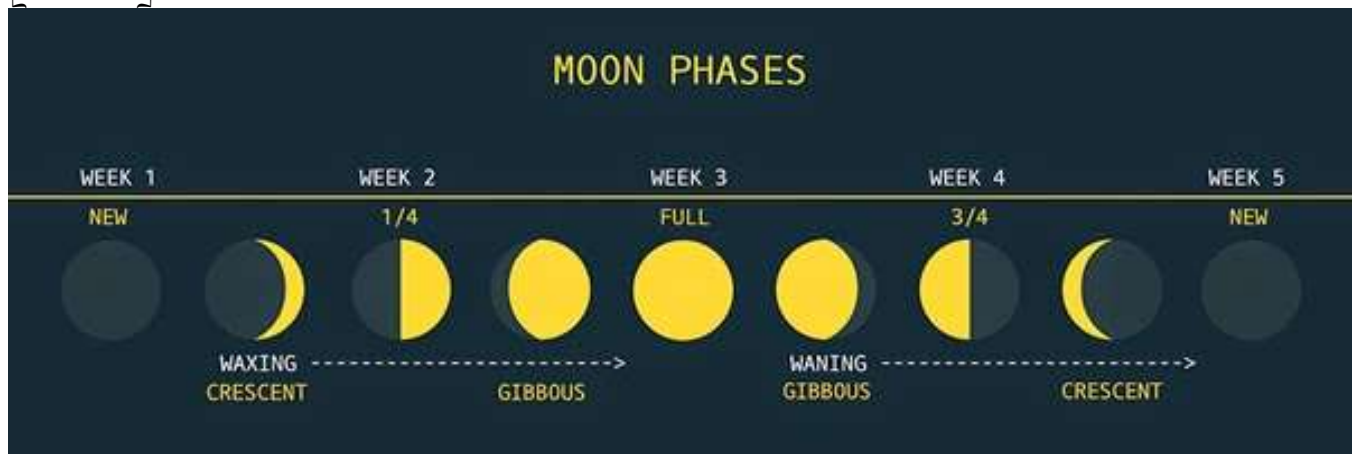 MOON PHASES
WEEK 1 WEEK 2 WEEK 3 WEEK 4 WEEK 5
NEW 1/4 FULL 3/4 NEW
WAXING -----------------------> WANING ----------------------->
CRESCENT GIBBOUS GIBBOUS CRESCENT